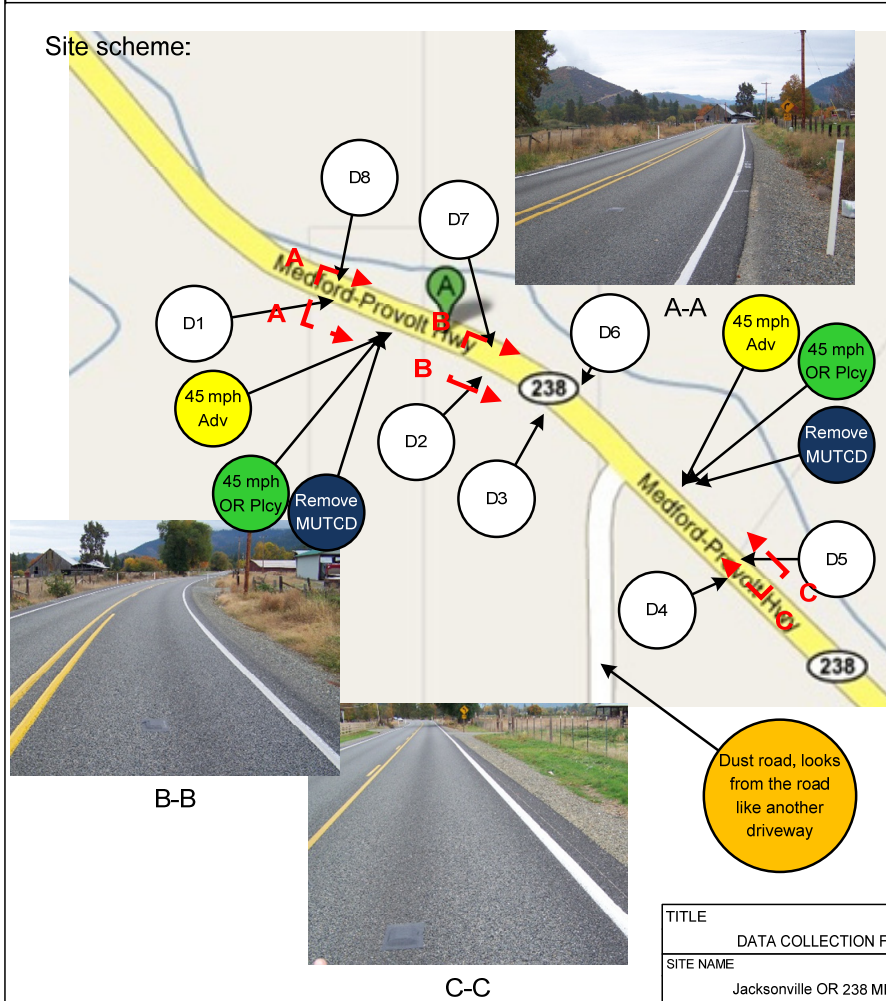 Site scheme:
D8
D7
A
Medford-Provolt Hwy
A
B
A-A
D1
A
D6
45 mph
Adv
45 mph
OR Plcy
B
238
45 mph
Adv
D2
Remove
MUTCD
D3
45 mph
OR Plcy
Remove
MUTCD
Medford-Provolt Hwy
D5
C
D4
C
238
B-B
Dust road, looks
from the road
like another
driveway
C-C
TITLE
DATA COLLECTION
SITE NAME
Jacksonville OR 238